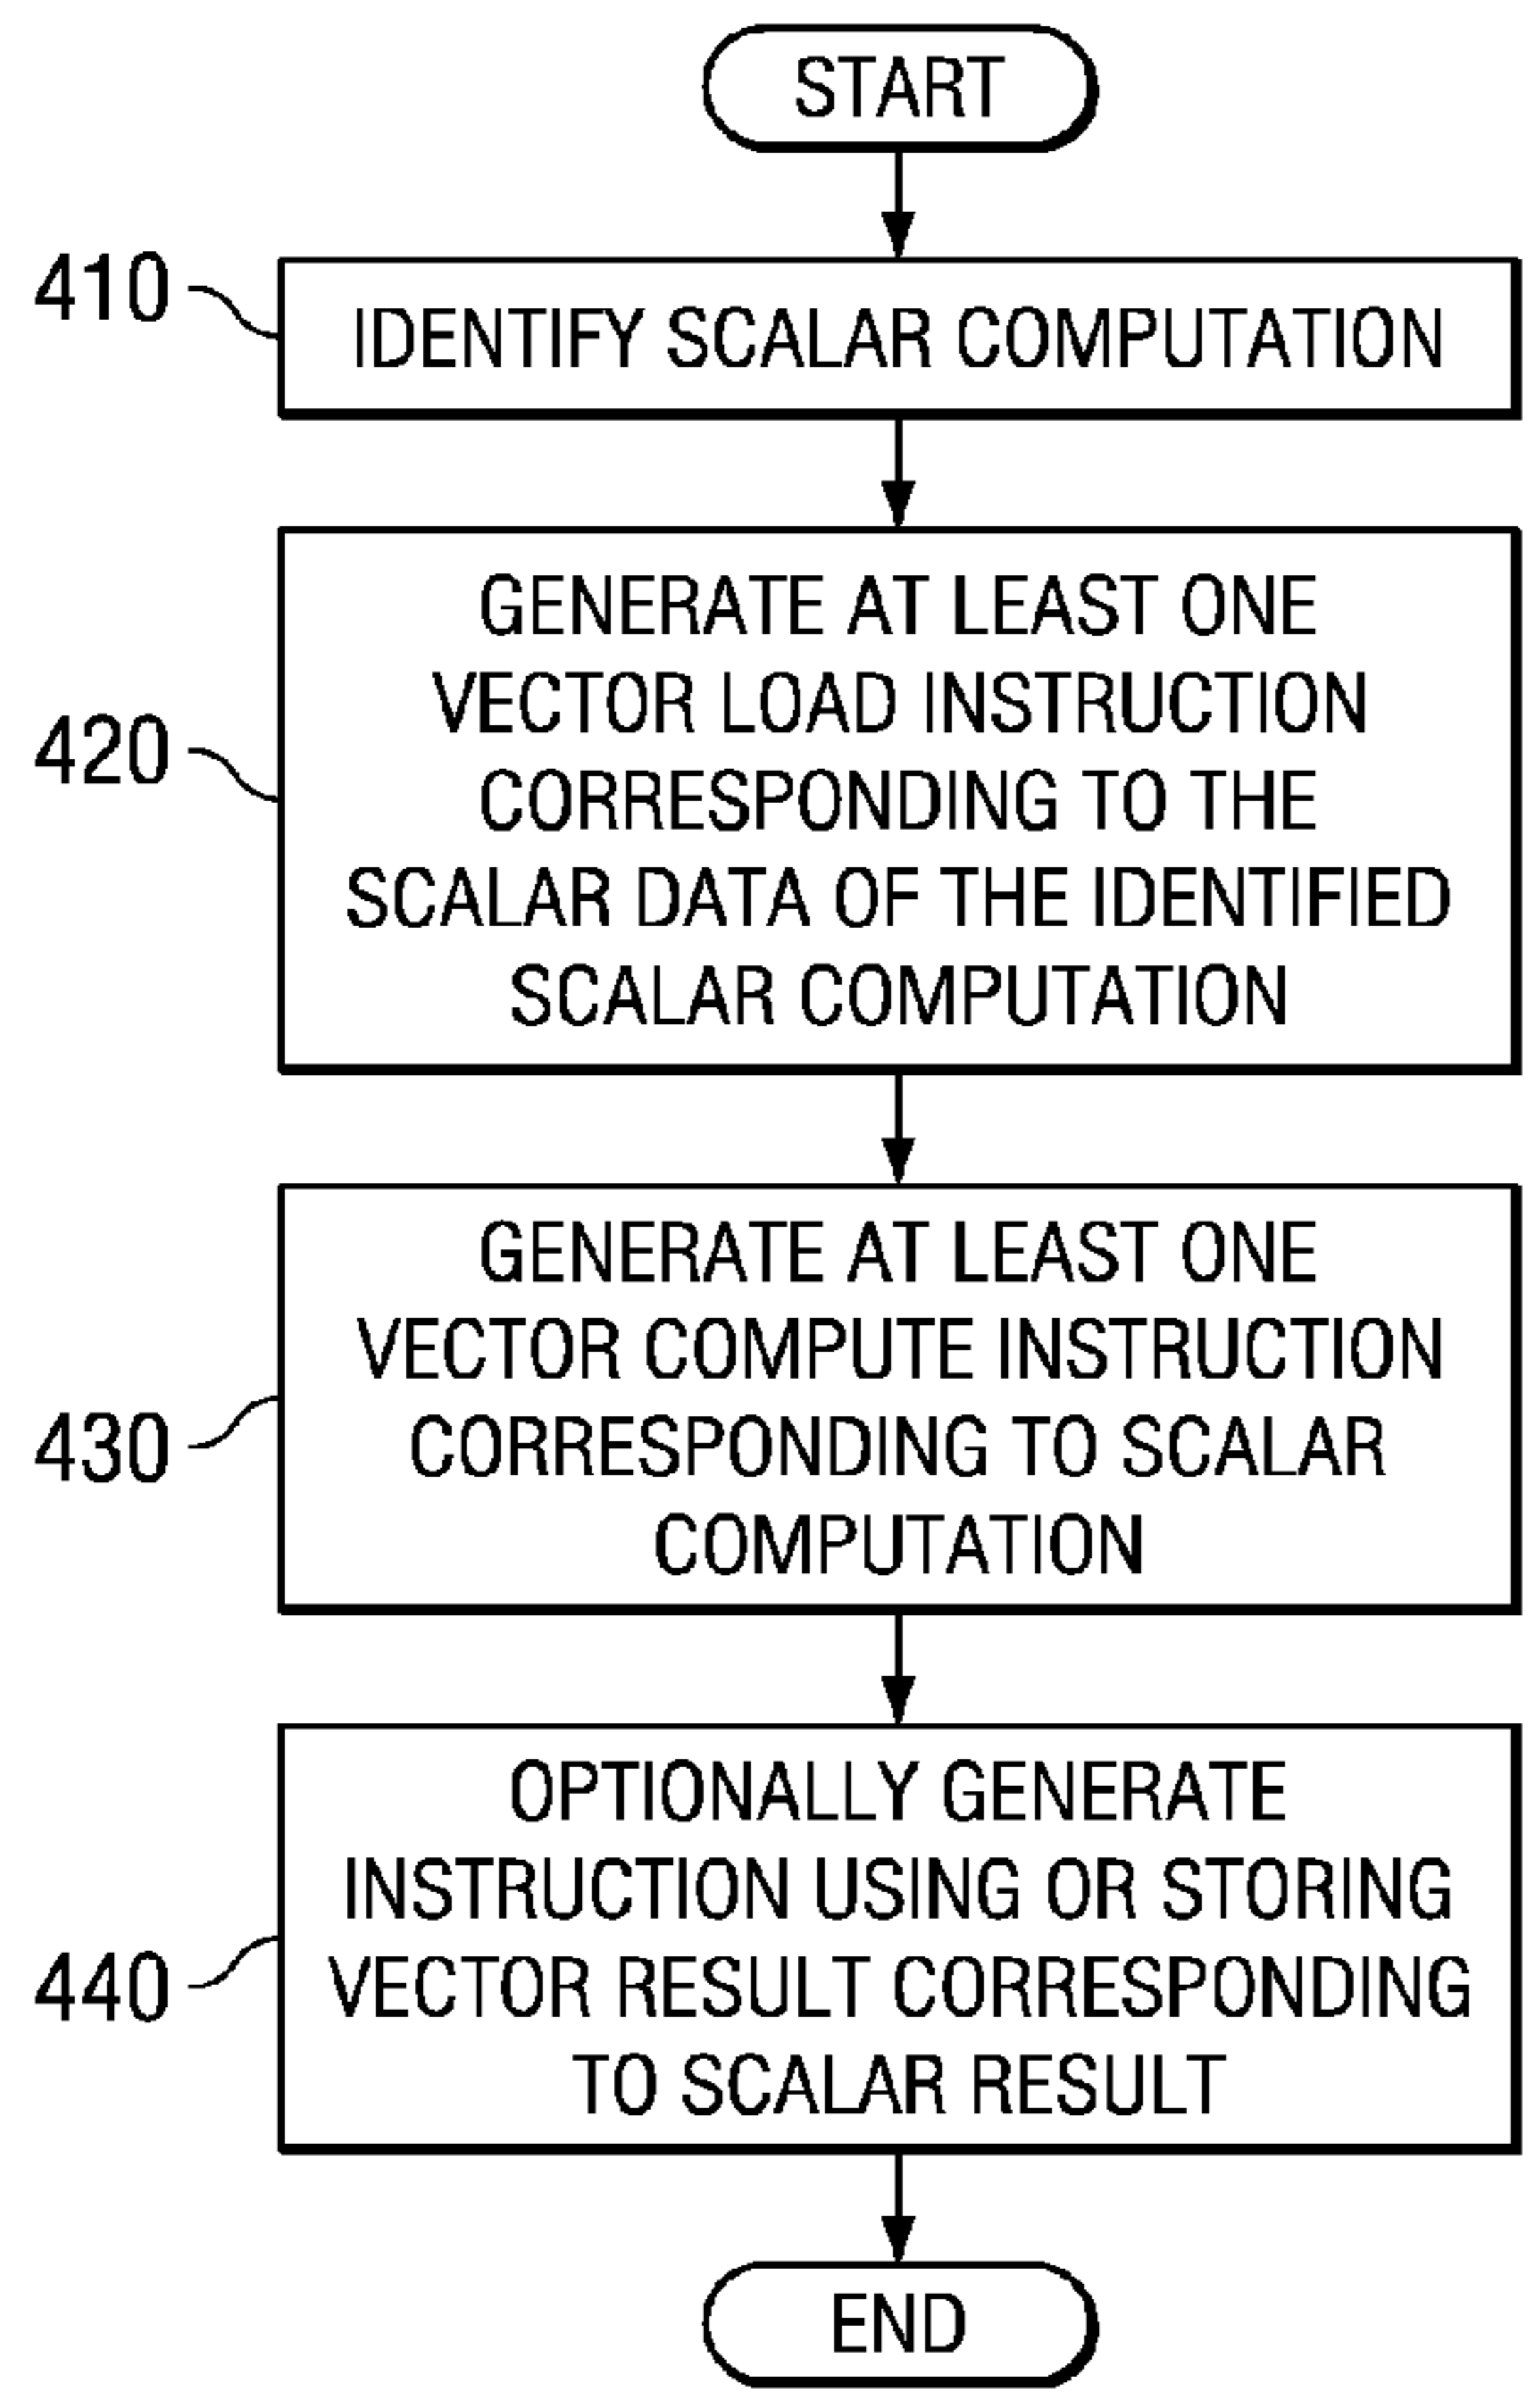 START
410
IDENTIFY SCALAR COMPUTATION
420
GENERATE AT LEAST ONE
VECTOR LOAD INSTRUCTION
CORRESPONDING TO THE
SCALAR DATA OF THE IDENTIFIED
SCALAR COMPUTATION
430
GENERATE AT LEAST ONE
VECTOR COMPUTE INSTRUCTION
CORRESPONDING TO SCALAR
COMPUTATION
440
OPTIONALLY GENERATE
INSTRUCTION USING OR STORING
VECTOR RESULT CORRESPONDING
TO SCALAR RESULT
END